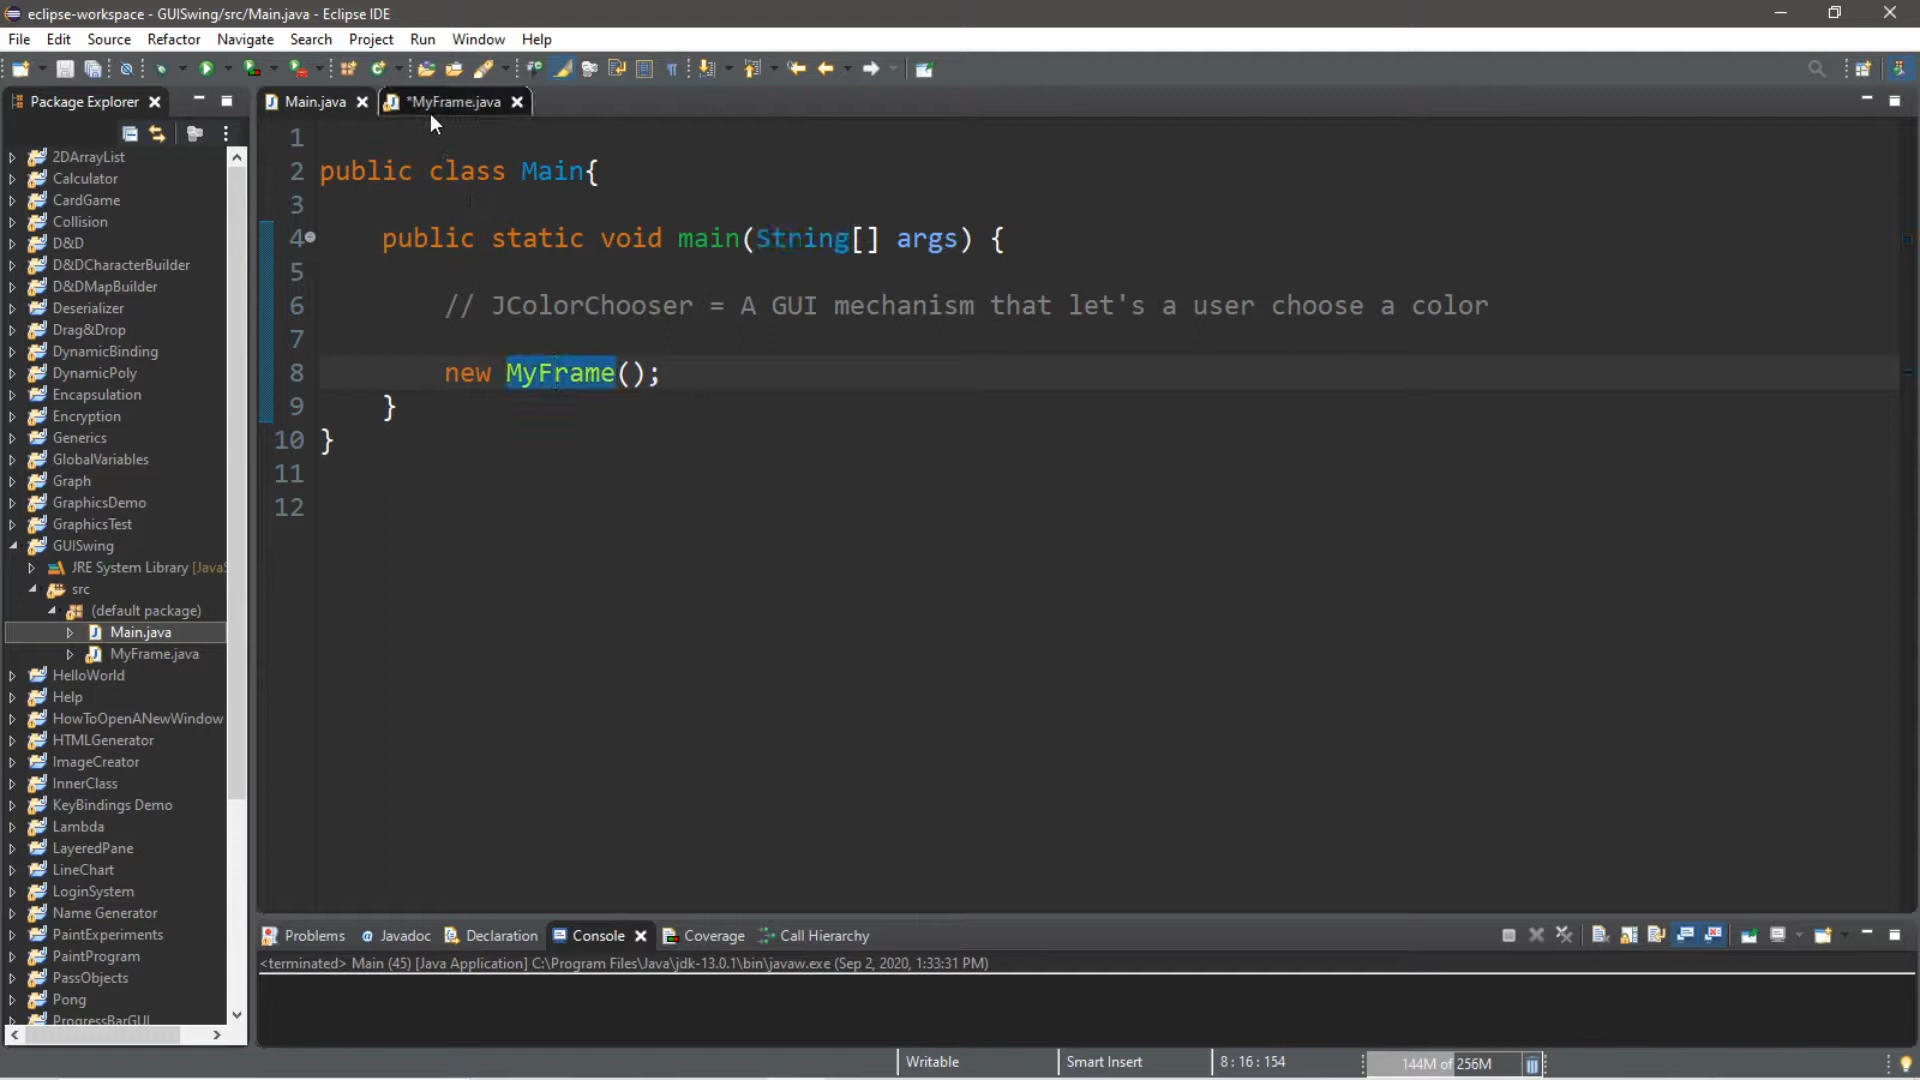 eclipse-workspace - GUISwing/src/Main.java - Eclipse IDE
File Edit Source Refactor Navigate Search Project Run Window Help
Package Explorer
Main.java *MyFrame.java
2DArrayList
Calculator
CardGame
Collision
D&D
D&DCharacterBuilder
D&DMapBuilder
Deserializer
Drag&Drop
DynamicBinding
DynamicPoly
Encapsulation
Encryption
Generics
GlobalVariables
Graph
GraphicsDemo
GraphicsTest
GUISwing
JRE System Library [JavaS
src
(default package)
Main.java
MyFrame.java
HelloWorld
Help
HowToOpenANewWindow
HTMLGenerator
ImageCreator
InnerClass
KeyBindings Demo
Lambda
LayeredPane
LineChart
LoginSystem
Name Generator
PaintExperiments
PaintProgram
PassObjects
Pong
ProgressBarGUI
1
2 public class Main{
3
4 public static void main(String[] args) {
5
6 // JColorChooser = A GUI mechanism that let's a user choose a color
7
8 new MyFrame();
9 }
10 }
11
12
Problems @ Javadoc Declaration Console Coverage Call Hierarchy
<terminated> Main (45) [Java Application] C:\Program Files\Java\jdk-13.0.1\bin\javaw.exe (Sep 2, 2020, 1:33:31 PM)
Writable Smart Insert 8 : 16 : 154 144M of 256M